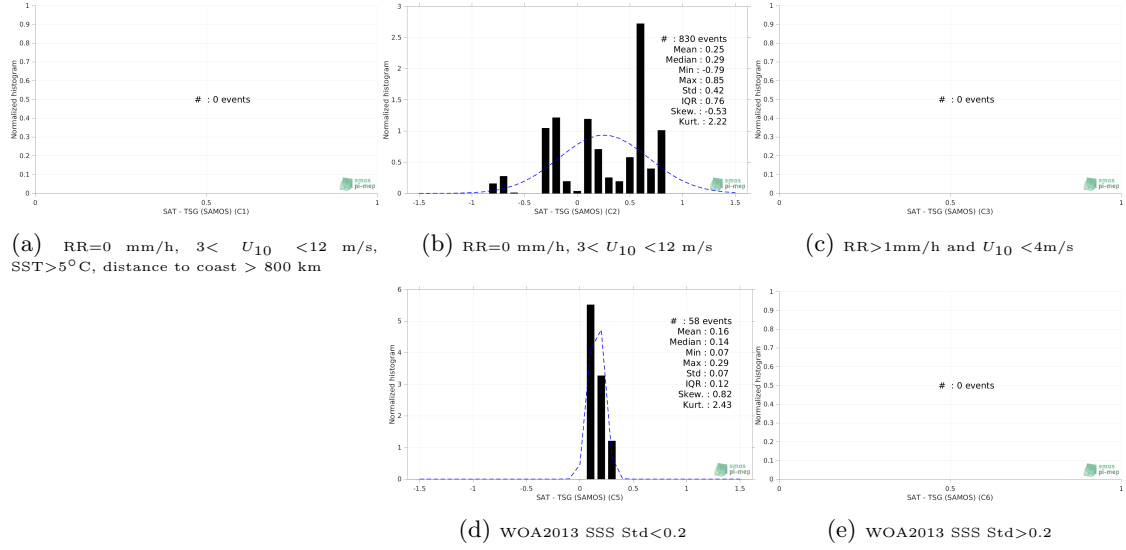 1
0.9
0.8
0.7
0.6
0.5
0.4
0.3
0.2
0.1
0
Normalized histogram
# : 0 events
smos
pi-mep
0 0.5 1
SAT - TSG (SAMOS) (C1)
(a) RR=0 mm/h, 3< U10 <12 m/s,
SST>5°C, distance to coast > 800 km
3
2.5
2
1.5
1
0.5
0
Normalized histogram
# : 830 events
Mean : 0.25
Median : 0.29
Min : -0.79
Max : 0.85
Std : 0.42
IQR : 0.76
Skew. : -0.53
Kurt. : 2.22
smos
pi-mep
-1.5 -1 -0.5 0 0.5 1 1.5
SAT - TSG (SAMOS) (C2)
(b) RR=0 mm/h, 3< U10 <12 m/s
1
0.9
0.8
0.7
0.6
0.5
0.4
0.3
0.2
0.1
0
Normalized histogram
# : 0 events
smos
pi-mep
0 0.5 1
SAT - TSG (SAMOS) (C3)
(c) RR>1mm/h and U10 <4m/s
6
5
4
3
2
1
0
Normalized histogram
# : 58 events
Mean : 0.16
Median : 0.14
Min : 0.07
Max : 0.29
Std : 0.07
IQR : 0.12
Skew. : 0.82
Kurt. : 2.43
smos
pi-mep
-1.5 -1 -0.5 0 0.5 1 1.5
SAT - TSG (SAMOS) (C5)
(d) WOA2013 SSS Std<0.2
1
0.9
0.8
0.7
0.6
0.5
0.4
0.3
0.2
0.1
0
Normalized histogram
# : 0 events
smos
pi-mep
0 0.5 1
SAT - TSG (SAMOS) (C6)
(e) WOA2013 SSS Std>0.2